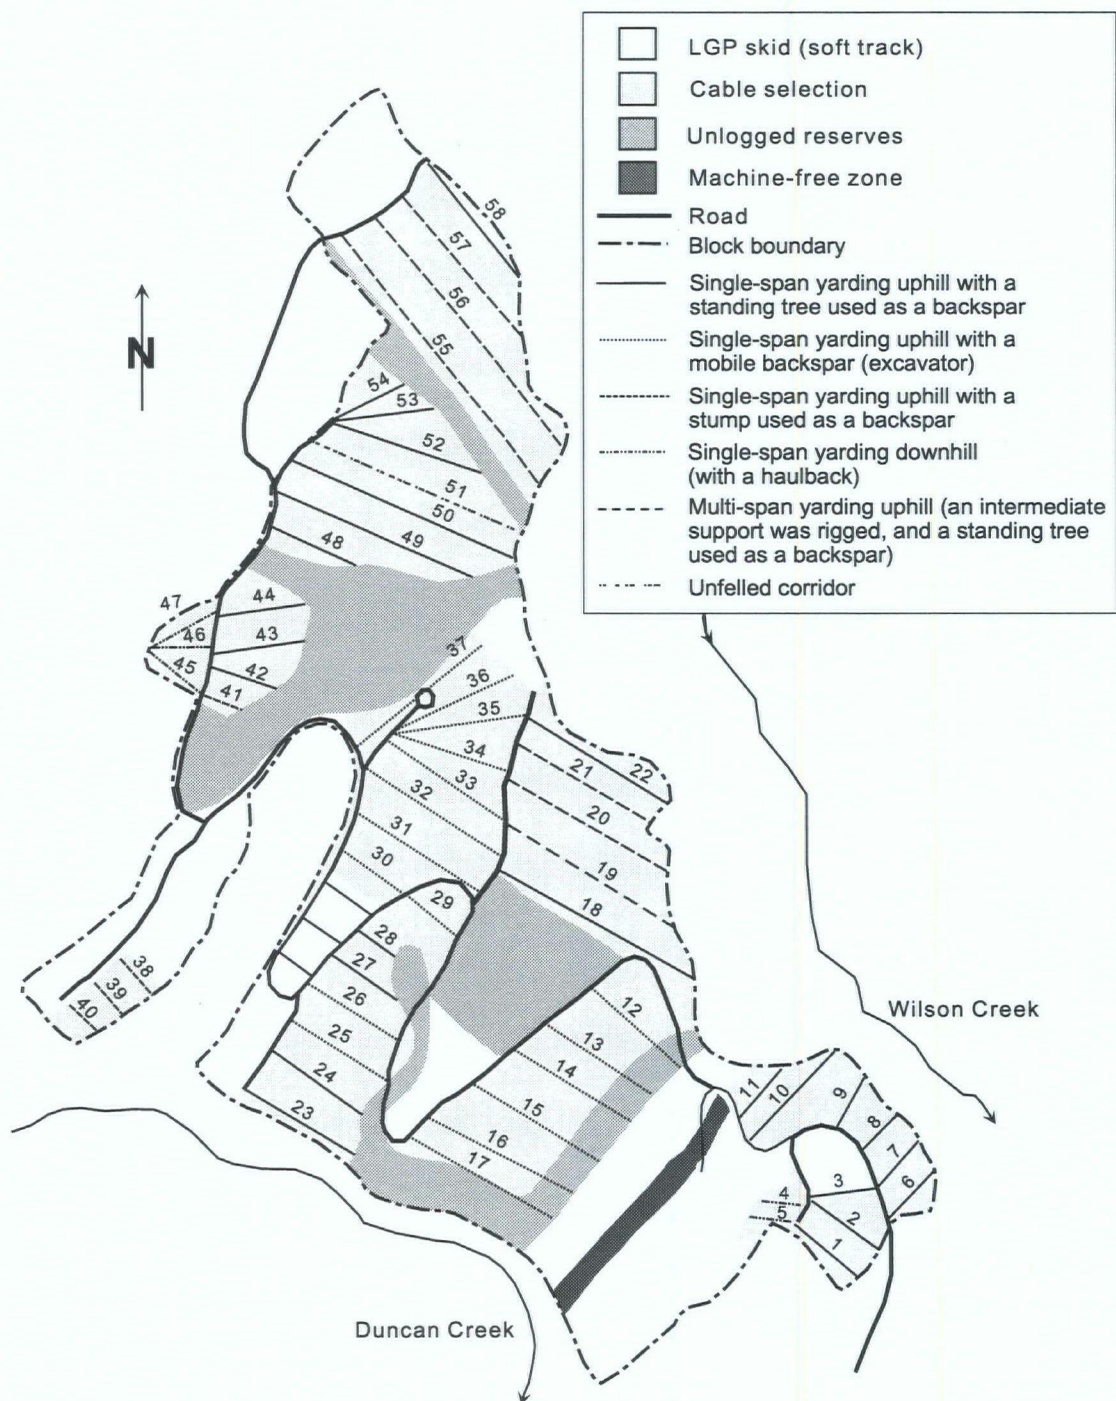 LGP skid (soft track)
Cable selection
Unlogged reserves
Machine-free zone
Road
Block boundary
Single-span yarding uphill with a
standing tree used as a backspar
Single-span yarding uphill with a
mobile backspar (excavator)
Single-span yarding uphill with a
stump used as a backspar
Single-span yarding downhill
(with a haulback)
Multi-span yarding uphill (an intermediate
support was rigged, and a standing tree
used as a backspar)
Unfelled corridor
N
58
57
56
55
54
53
52
51
50
49
48
47
46
45
44
43
42
41
37
36
35
34
33
32
31
30
29
28
27
26
25
24
23
22
21
20
19
18
40
39
38
12
13
14
15
16
17
11
10
9
8
7
6
4
5
3
2
1
Wilson Creek
Duncan Creek